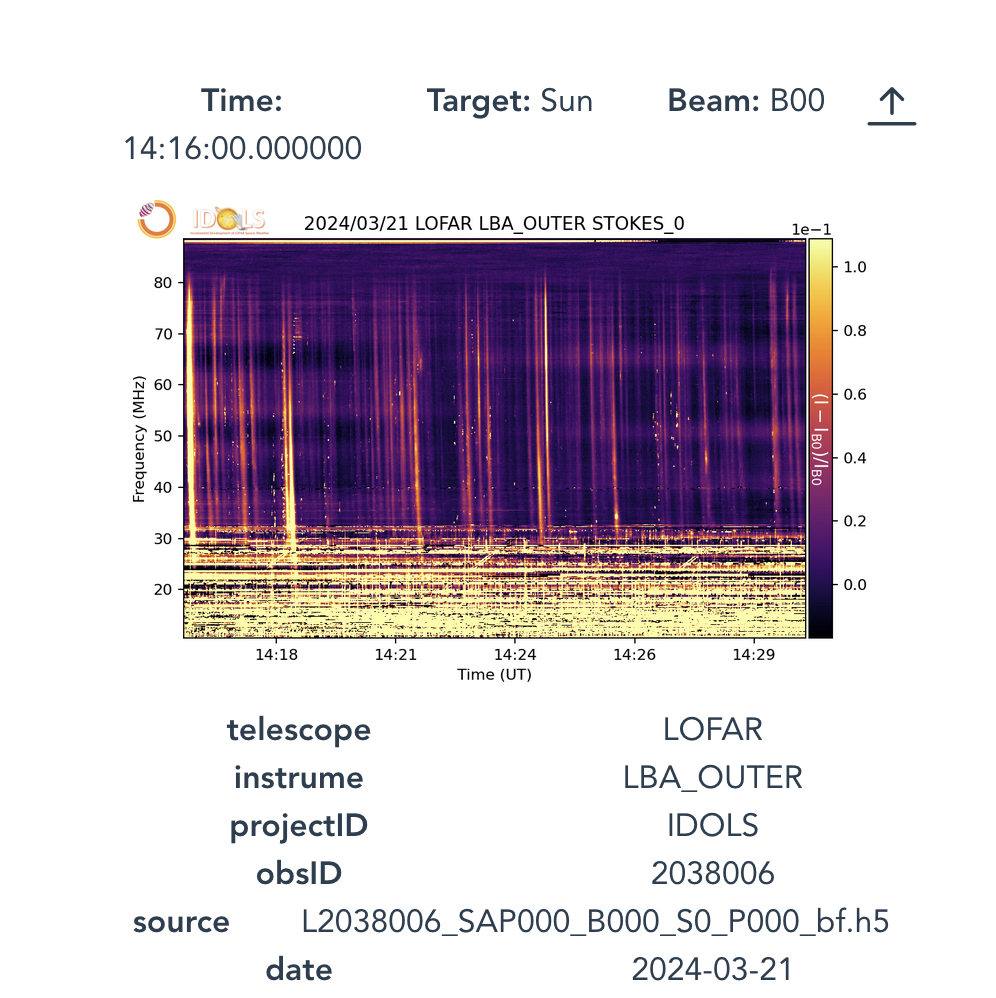 Time: Target: Sun Beam: B00
14:16:00.000000
IDOLS
2024/03/21 LOFAR LBA_OUTER STOKES_0
1e−1
80
70
60
50
40
30
20
Frequency (MHz)
1.0
0.8
0.6
0.4
0.2
0.0
(I − I_B0)/I_B0
14:18 14:21 14:24 14:26 14:29
Time (UT)
telescope LOFAR
instrume LBA_OUTER
projectID IDOLS
obsID 2038006
source L2038006_SAP000_B000_S0_P000_bf.h5
date 2024-03-21